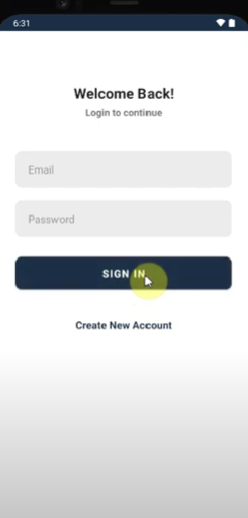 6:31
Welcome Back!
Login to continue
Email
Password
SIGN IN
Create New Account